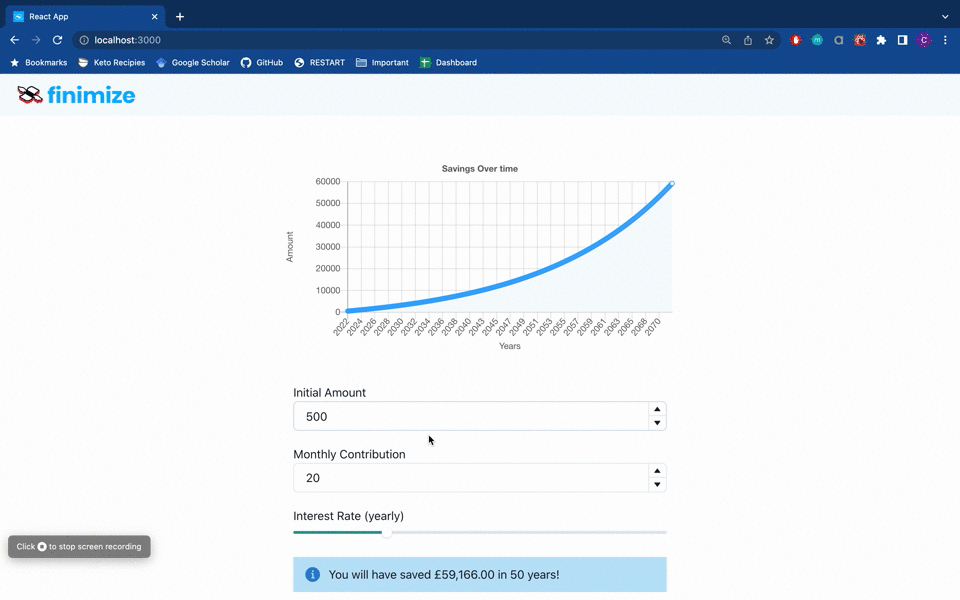 React App
localhost:3000
Bookmarks Keto Recipies Google Scholar GitHub RESTART Important Dashboard
finimize
Savings Over time
60000
50000
40000
30000
20000
10000
0
Amount
2022 2024 2026 2028 2030 2032 2034 2036 2038 2040 2043 2045 2047 2049 2051 2053 2055 2057 2059 2061 2063 2065 2068 2070
Years
Initial Amount
500
Monthly Contribution
20
Interest Rate (yearly)
Click to stop screen recording
You will have saved £59,166.00 in 50 years!